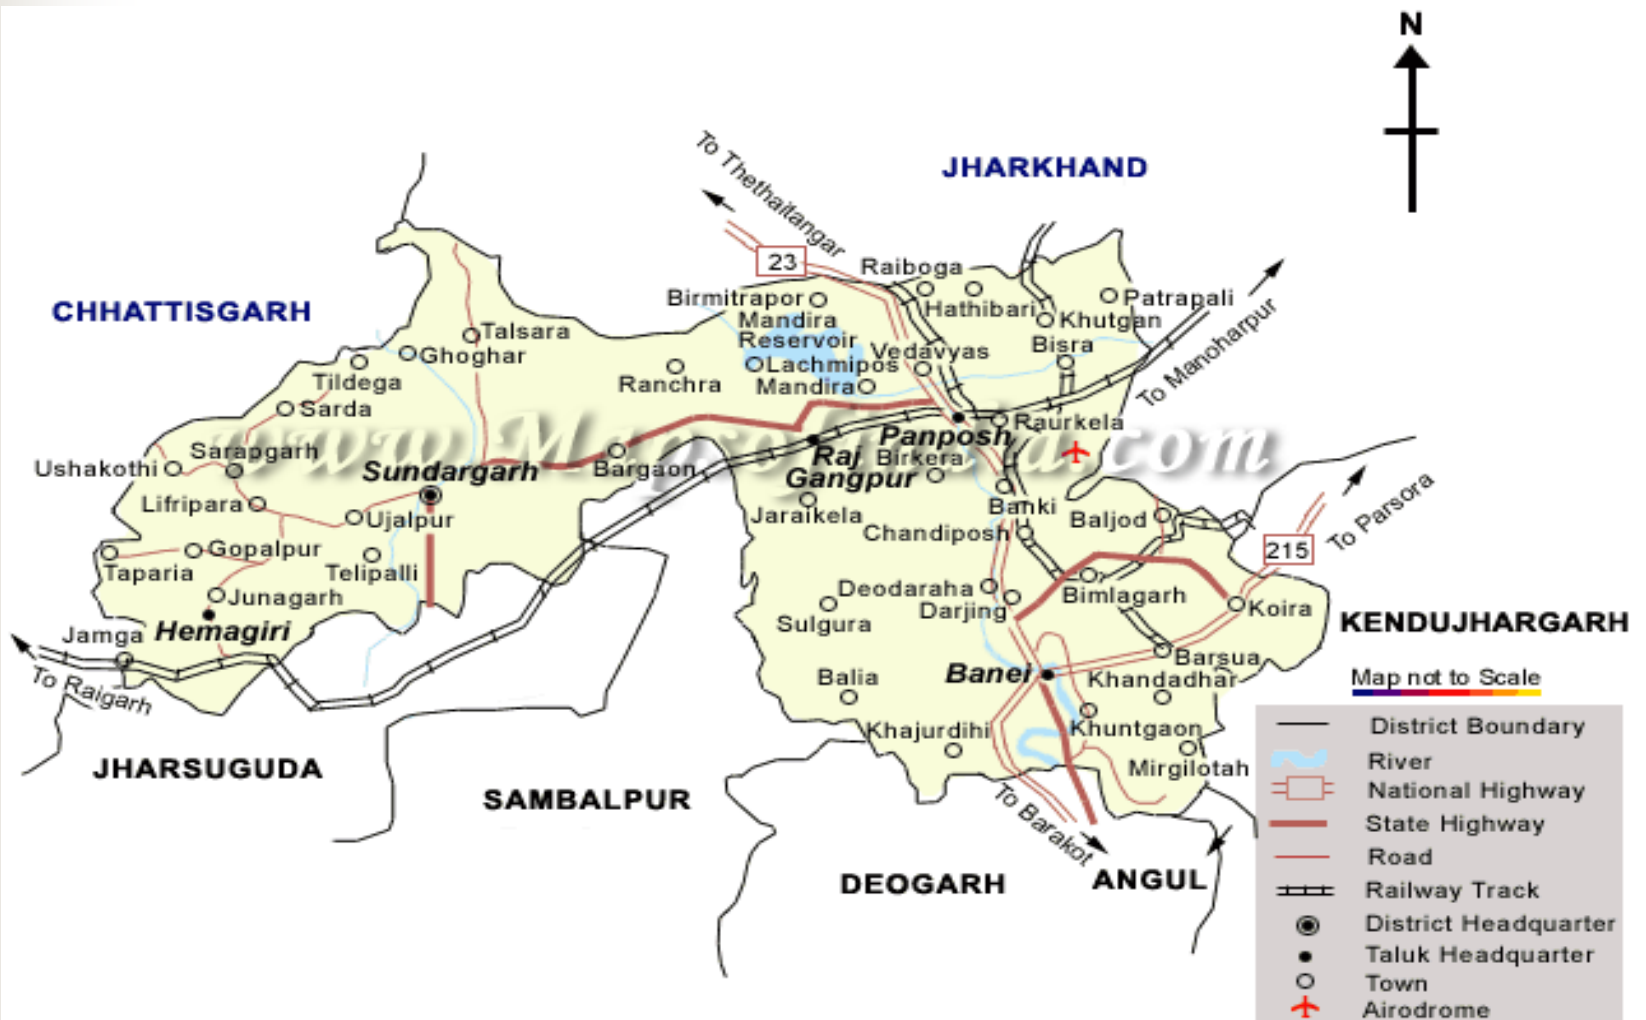 N
To Thethaitangar
JHARKHAND
23
Raiboga
CHHATTISGARH
Birmitrapor
Hathibari
Patrapali
Mandira
Reservoir
Khutgan
Talsara
Ghoghar
Vedavyas
Bisra
To Manoharpur
Tildega
Ranchra
Lachmipos
Mandira
Sarda
www.Mapsofindia.com
Raurkela
Panposh
Sarapgarh
Ushakothi
Sundargarh
Bargaon
Raj
Gangpur
Birkera
Lifripara
Ujalpur
Jaraikela
Banki
Baljod
Chandiposh
To Parsora
215
Gopalpur
Taparia
Telipalli
Junagarh
Deodaraha
Darjing
Bimlagarh
Koira
Sulgura
Jamga
Hemagiri
KENDUJHARGARH
To Raigarh
Barsua
Banei
Balia
Khandadhar
Map not to Scale
Khajurdihi
Khuntgaon
Mirgilotah
JHARSUGUDA
SAMBALPUR
To Barakot
DEOGARH
ANGUL
District Boundary
River
National Highway
State Highway
Road
Railway Track
District Headquarter
Taluk Headquarter
Town
Airodrome